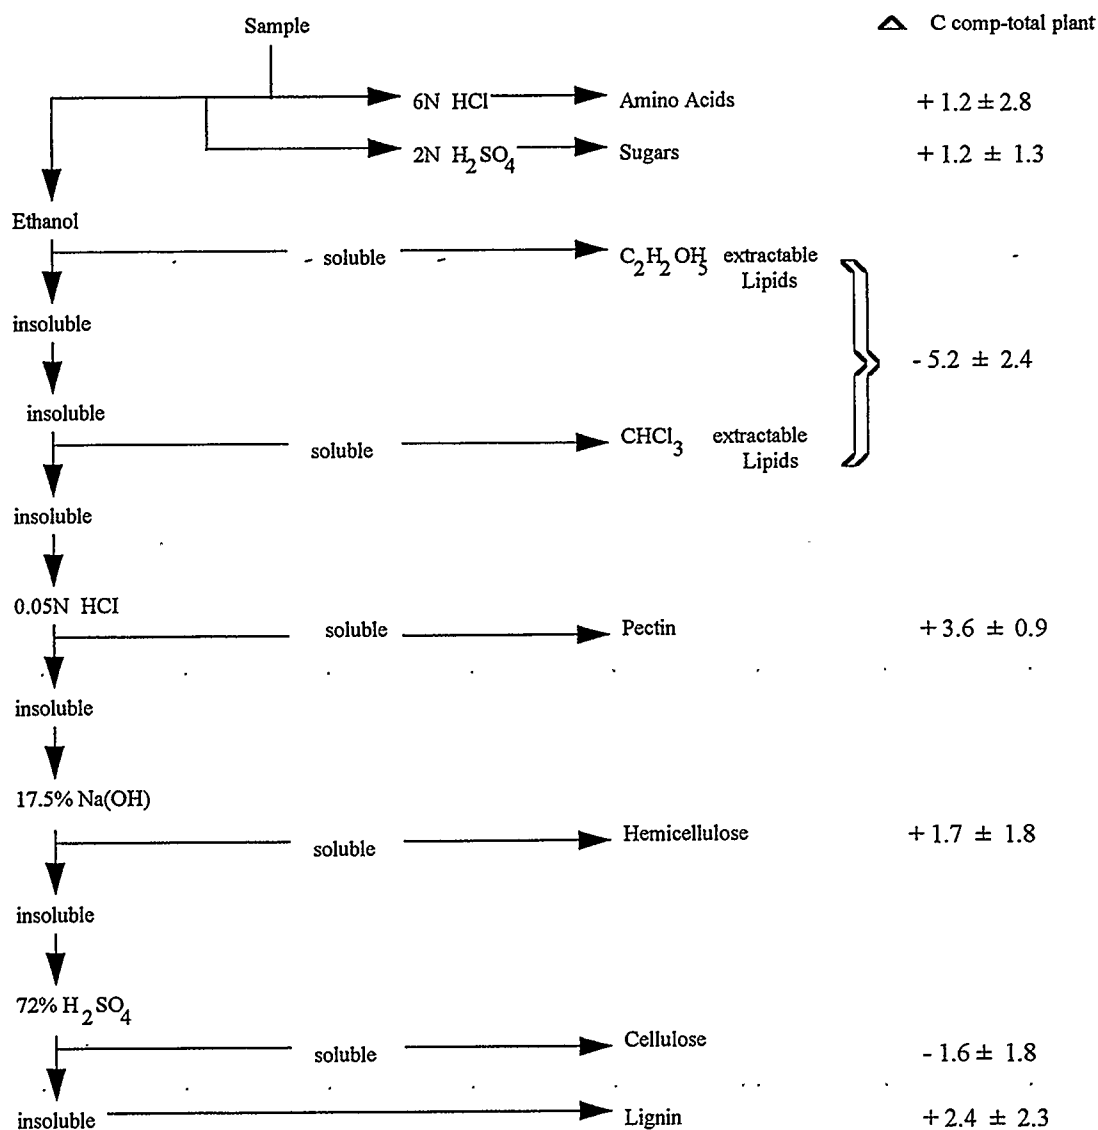 Sample
Δ C comp-total plant
6N HCl
Amino Acids
+1.2 ± 2.8
2N H2SO4
Sugars
+1.2 ± 1.3
Ethanol
soluble
C2H2OH5 extractable
Lipids
insoluble
- 5.2 ± 2.4
insoluble
soluble
CHCl3 extractable
Lipids
insoluble
0.05N HCl
soluble
Pectin
+3.6 ± 0.9
insoluble
17.5% Na(OH)
soluble
Hemicellulose
+1.7 ± 1.8
insoluble
72% H2SO4
soluble
Cellulose
- 1.6 ± 1.8
insoluble
Lignin
+2.4 ± 2.3